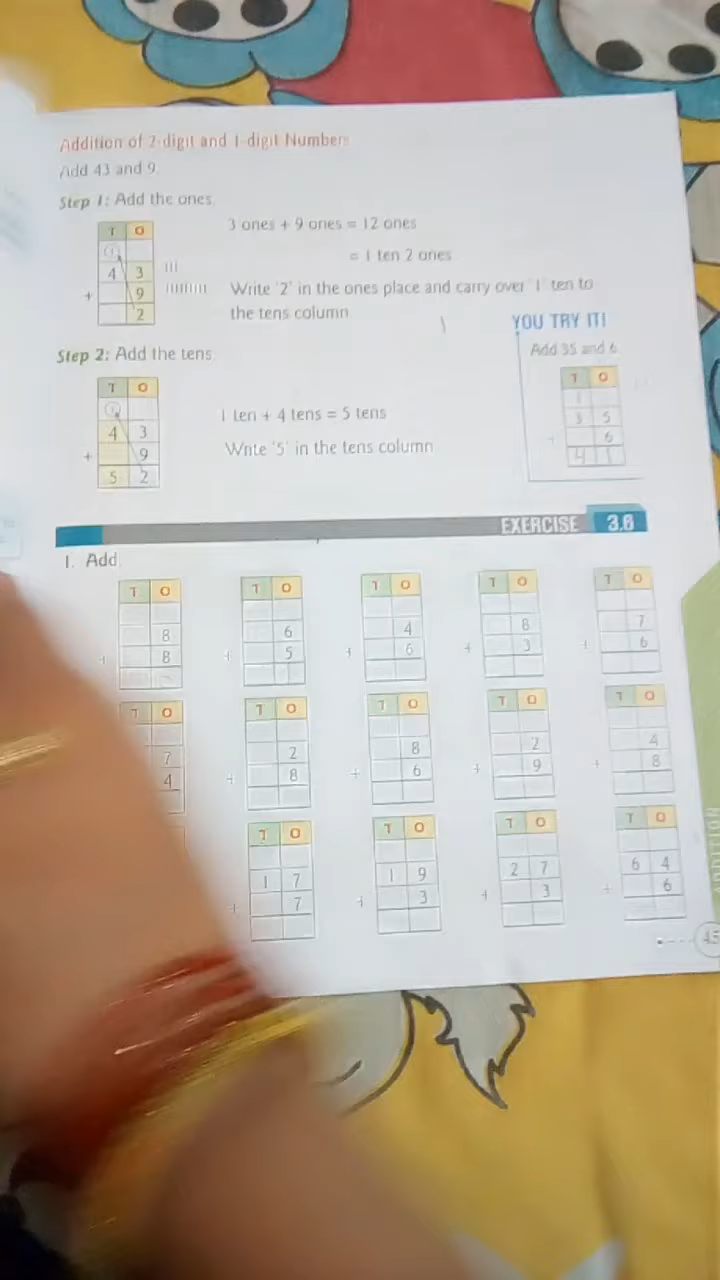 Addition of 2-digit and 1-digit Numbers
Add 43 and 9.
Step 1: Add the ones.
T O
1
4 3
+ 9
2
3 ones + 9 ones = 12 ones
= 1 ten 2 ones
Write '2' in the ones place and carry over '1' ten to
the tens column
YOU TRY IT!
Add 35 and 6
T O
1
3 5
+ 6
4 1
Step 2: Add the tens.
T O
1
4 3
+ 9
5 2
1 ten + 4 tens = 5 tens
Write '5' in the tens column
EXERCISE 3.6
1. Add.
T O T O T O T O T O
8 6 4 8 7
+ 8 + 5 + 6 + 3 + 6
T O T O T O T O T O
7 2 8 2 4
4 + 8 + 6 + 9 + 8
T O T O T O T O
1 7 1 9 2 7 6 4
+ 7 + 3 + 3 + 6
45